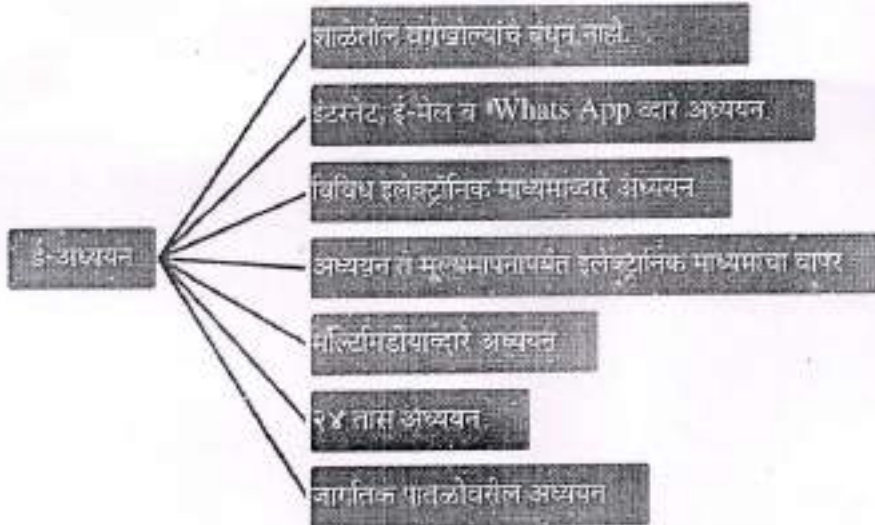 ई-अध्ययन
शाळेतील वर्गखोल्यांचे बंधन नाही.
इंटरनेट, ई-मेल व Whats App व्दारे अध्ययन
विविध इलेक्ट्रॉनिक माध्यमाव्दारे अध्ययन
अध्ययन ते मूल्यमापनापर्यंत इलेक्ट्रॉनिक माध्यमाचा वापर
मल्टिमिडीयाव्दारे अध्ययन
२४ तास अध्ययन
जागतिक पातळीवरील अध्ययन